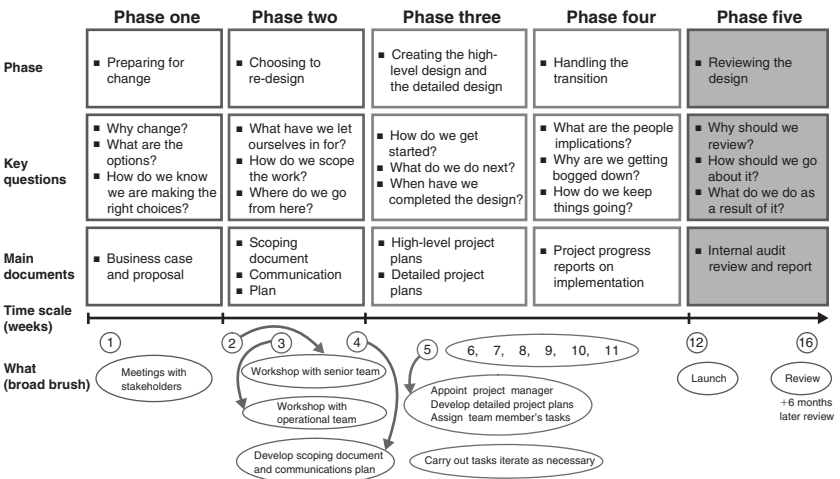 Phase one
Phase two
Phase three
Phase four
Phase five
Phase
▪ Preparing for
change
▪ Choosing to
re-design
▪ Creating the high-
level design and
the detailed design
▪ Handling the
transition
▪ Reviewing the
design
Key
questions
▪ Why change?
▪ What are the
options?
▪ How do we know
we are making the
right choices?
▪ What have we let
ourselves in for?
▪ How do we scope
the work?
▪ Where do we go
from here?
▪ How do we get
started?
▪ What do we do next?
▪ When have we
completed the design?
▪ What are the people
implications?
▪ Why are we getting
bogged down?
▪ How do we keep
things going?
▪ Why should we
review?
▪ How should we go
about it?
▪ What do we do as
a result of it?
Main
documents
▪ Business case
and proposal
▪ Scoping
document
▪ Communication
▪ Plan
▪ High-level project
plans
▪ Detailed project
plans
▪ Project progress
reports on
implementation
▪ Internal audit
review and report
Time scale
(weeks)
What
(broad brush)
1
Meetings with
stakeholders
2
3
4
Workshop with senior team
Workshop with
operational team
Develop scoping document
and communications plan
5
6, 7, 8, 9, 10, 11
Appoint project manager
Develop detailed project plans
Assign team member's tasks
Carry out tasks iterate as necessary
12
Launch
16
Review
+6 months
later review